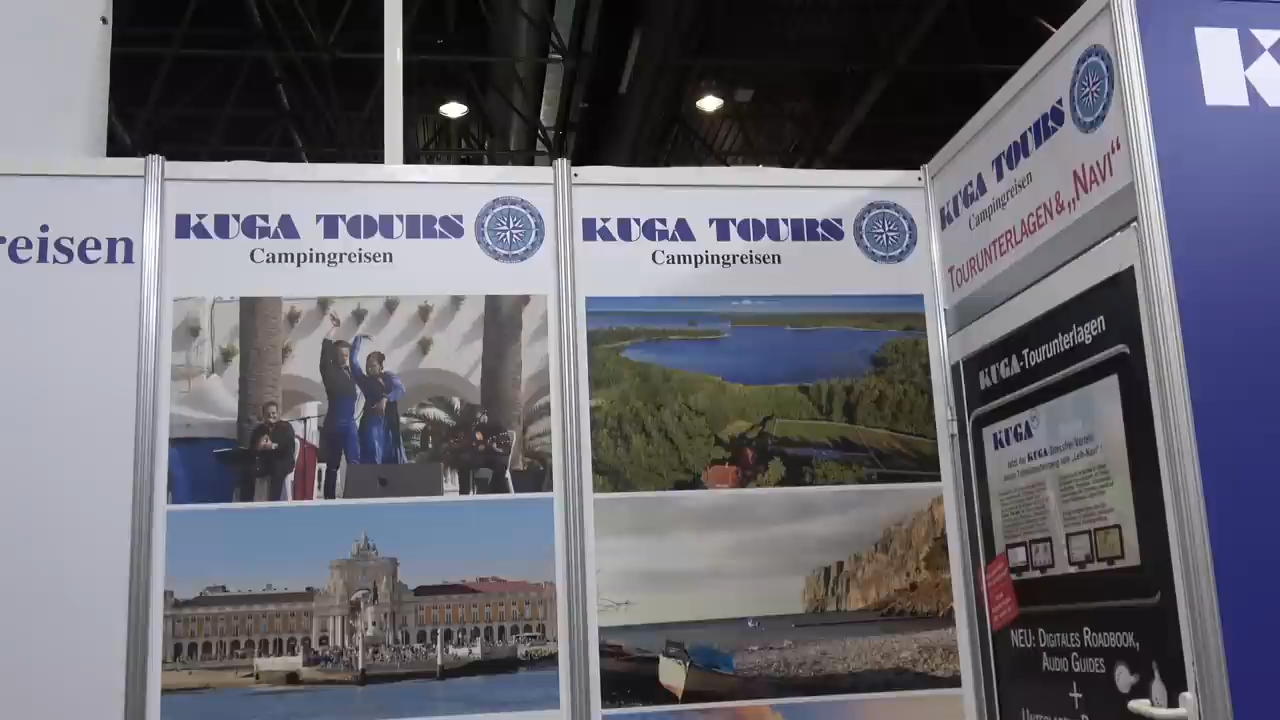 reisen
KUGA TOURS
Campingreisen
KUGA TOURS
Campingreisen
KUGA TOURS
Campingreisen
TOURUNTERLAGEN & „NAVI“
KUGA-Tourunterlagen
KUGA
NEU: DIGITALES ROADBOOK,
AUDIO GUIDES
+
K